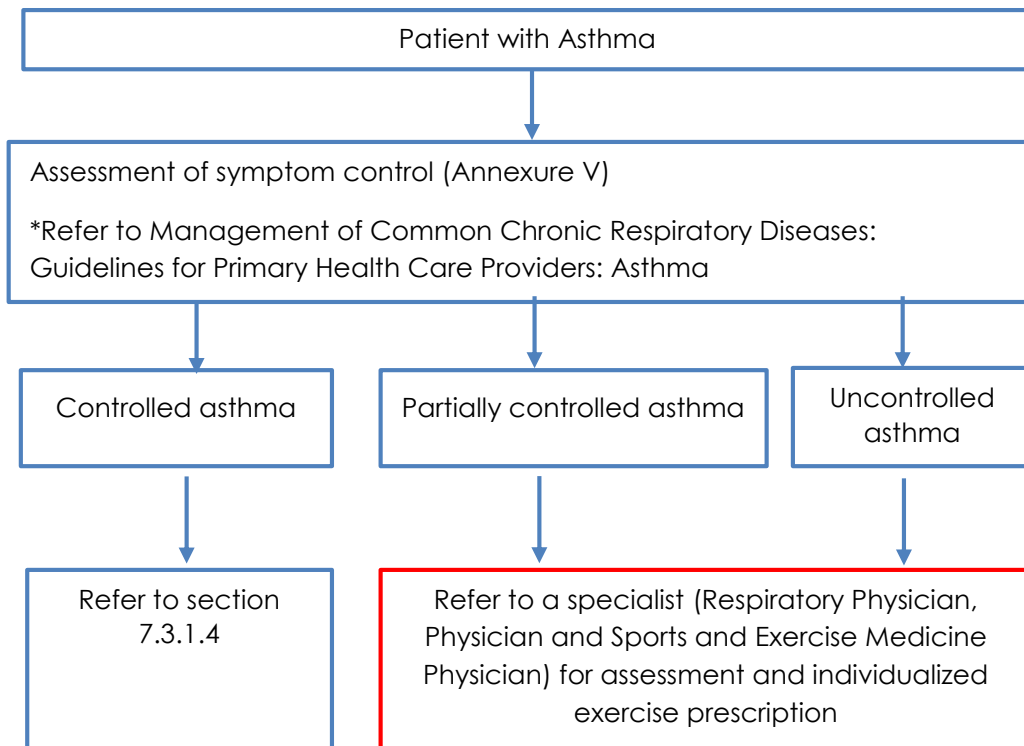 Patient with Asthma
Assessment of symptom control (Annexure V)
*Refer to Management of Common Chronic Respiratory Diseases:
Guidelines for Primary Health Care Providers: Asthma
Controlled asthma
Partially controlled asthma
Uncontrolled
asthma
Refer to section
7.3.1.4
Refer to a specialist (Respiratory Physician,
Physician and Sports and Exercise Medicine
Physician) for assessment and individualized
exercise prescription